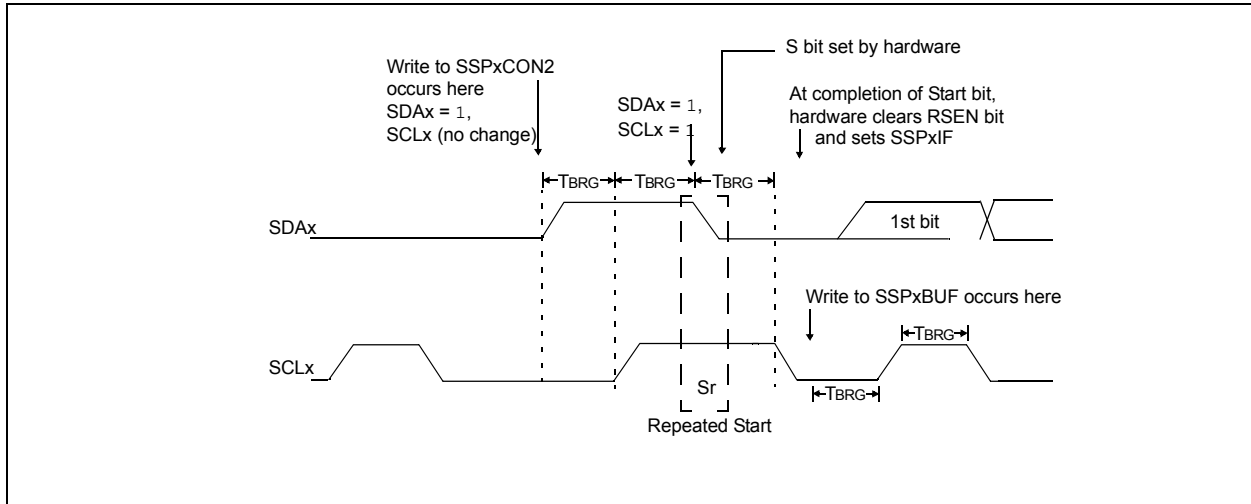 S bit set by hardware
Write to SSPxCON2
occurs here
SDAx = 1,
SCLx (no change)
SDAx = 1,
SCLx = 1
At completion of Start bit,
hardware clears RSEN bit
and sets SSPxIF
TBRG TBRG TBRG
SDAx
1st bit
Write to SSPxBUF occurs here
TBRG
SCLx
Sr
TBRG
Repeated Start